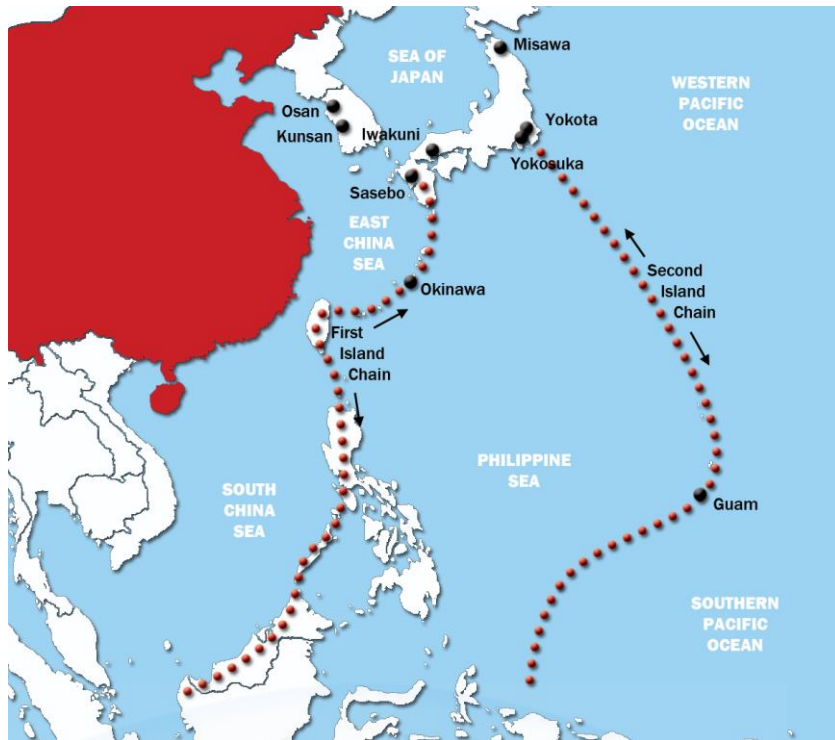 Misawa
SEA OF
JAPAN
WESTERN
PACIFIC
OCEAN
Osan
Kunsan
Iwakuni
Yokota
Yokosuka
Sasebo
EAST
CHINA
SEA
Okinawa
Second
Island
Chain
First
Island
Chain
PHILIPPINE
SEA
SOUTH
CHINA
SEA
Guam
SOUTHERN
PACIFIC
OCEAN